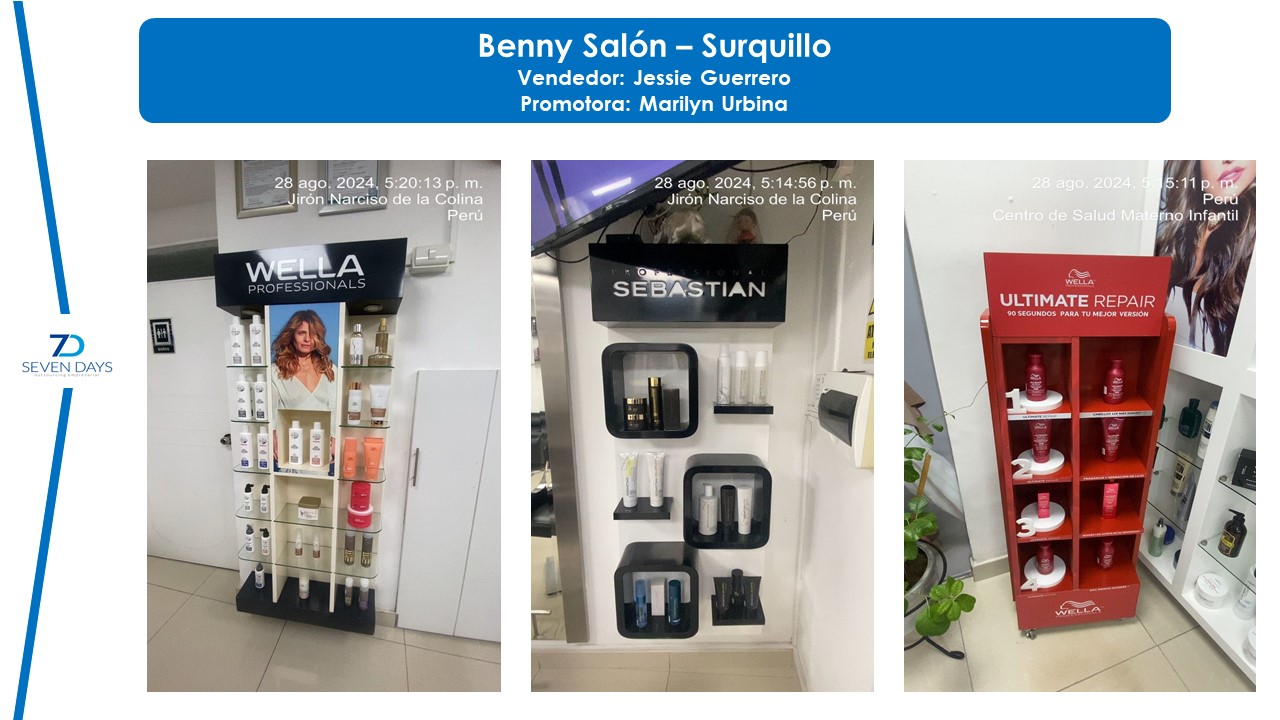 Benny Salón – Surquillo
Vendedor: Jessie Guerrero
Promotora: Marilyn Urbina
7D
SEVEN DAYS
28 ago. 2024, 5:20:13 p. m.
Jirón Narciso de la Colina
Perú
WELLA
PROFESSIONALS
28 ago. 2024, 5:14:56 p. m.
Jirón Narciso de la Colina
Perú
PROFESSIONAL
SEBASTIAN
28 ago. 2024, 5:15:11 p. m.
Perú
Centro de Salud Materno Infantil
WELLA
ULTIMATE REPAIR
90 SEGUNDOS PARA TU MEJOR VERSIÓN
1
2
3
4
WELLA